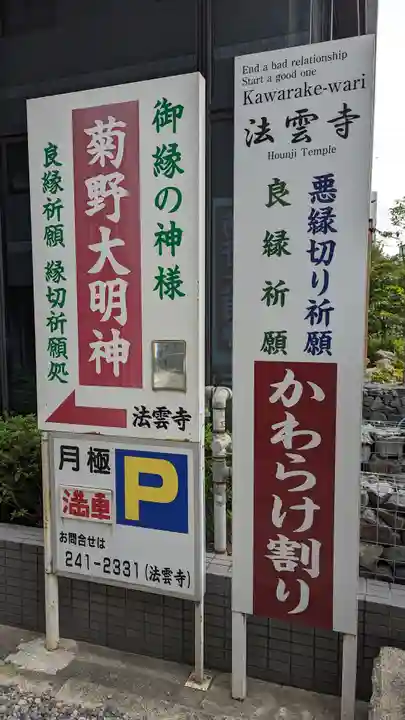 御縁の神様
菊野大明神
良縁祈願 縁切祈願処
法雲寺
月極
満車
P
お問合せは
241-2331(法雲寺)
End a bad relationship
Start a good one
Kawarake-wari
法雲寺
Hounji Temple
悪縁切り祈願
良縁祈願
かわらけ割り